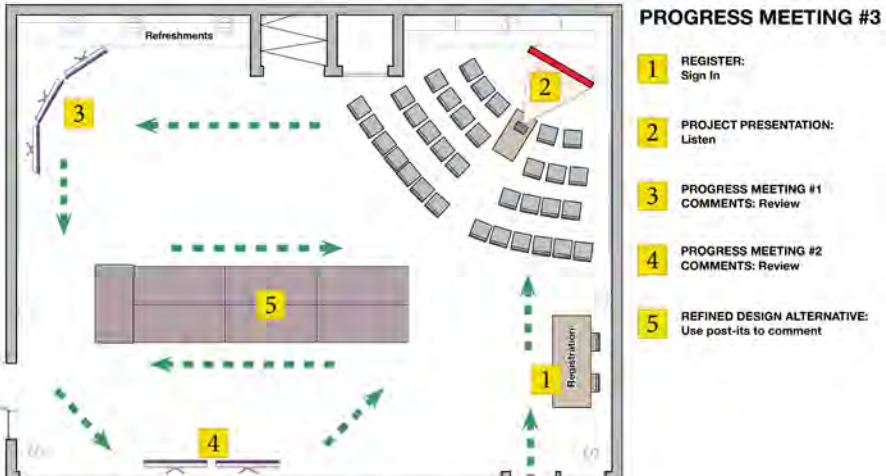 PROGRESS MEETING #3
Refreshments
1
REGISTER:
Sign In
2
PROJECT PRESENTATION:
Listen
3
PROGRESS MEETING #1
COMMENTS: Review
4
PROGRESS MEETING #2
COMMENTS: Review
5
REFINED DESIGN ALTERNATIVE:
Use post-its to comment
2
3
5
1
Registration
4